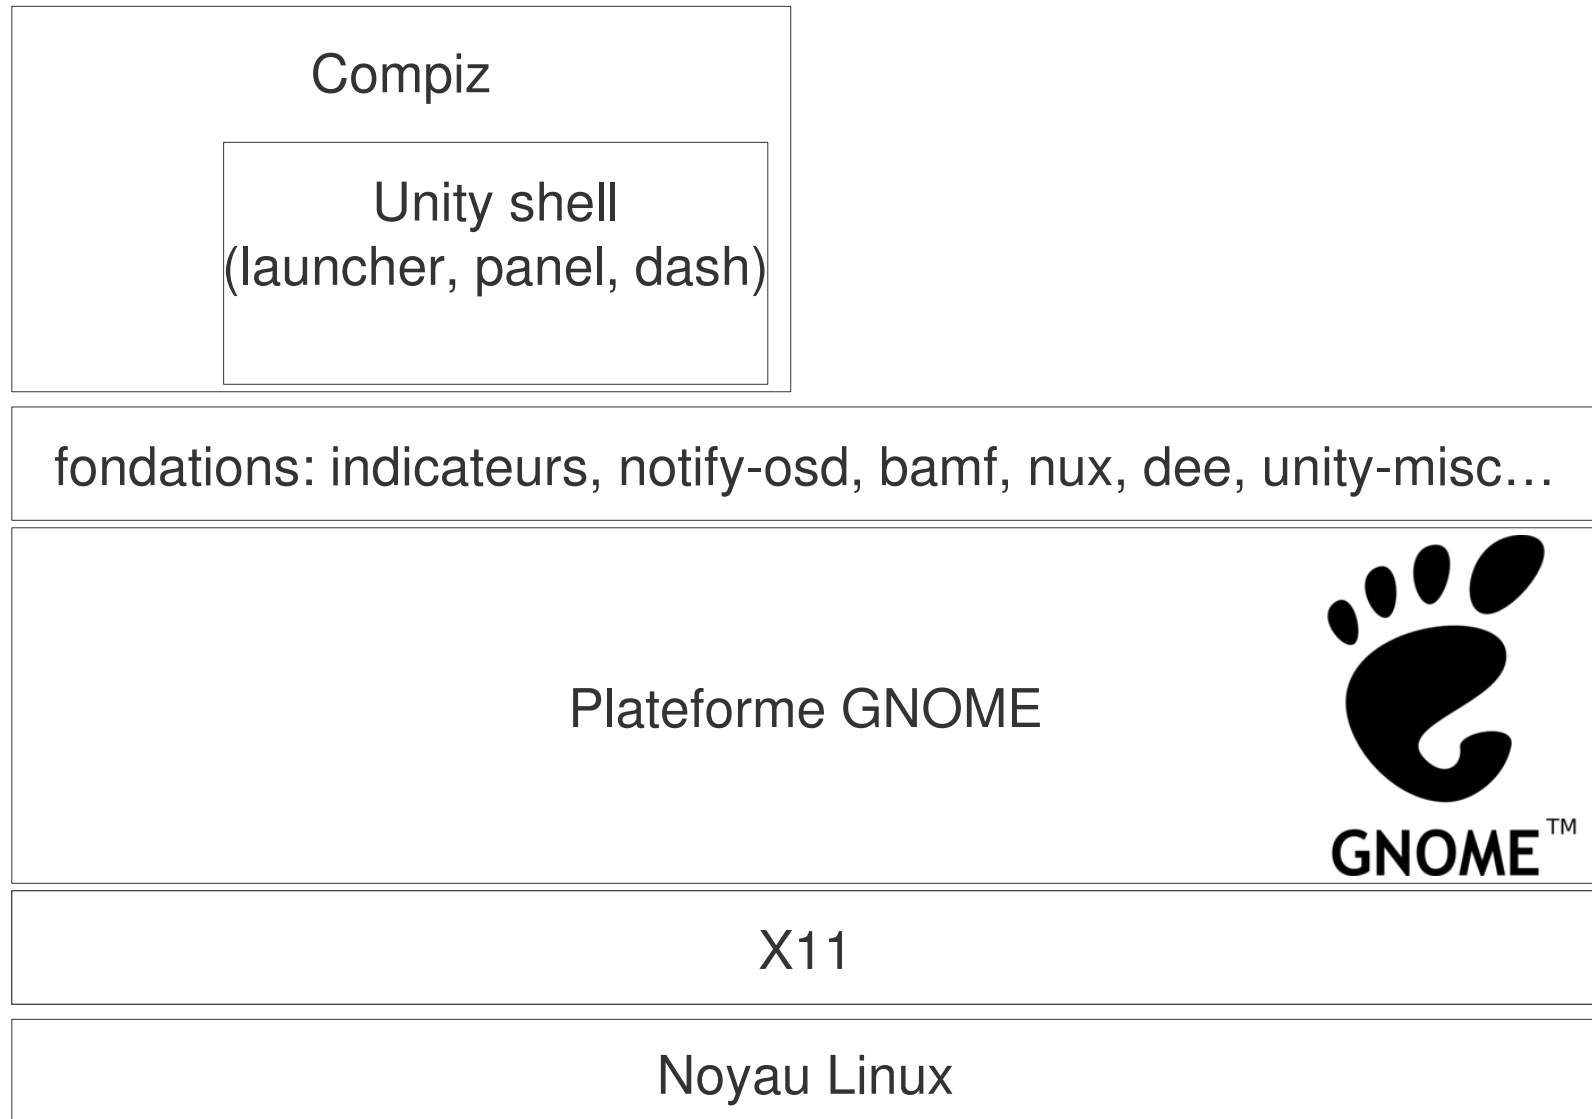 Compiz
Unity shell
(launcher, panel, dash)
fondations: indicateurs, notify-osd, bamf, nux, dee, unity-misc…
Plateforme GNOME
GNOME™
X11
Noyau Linux